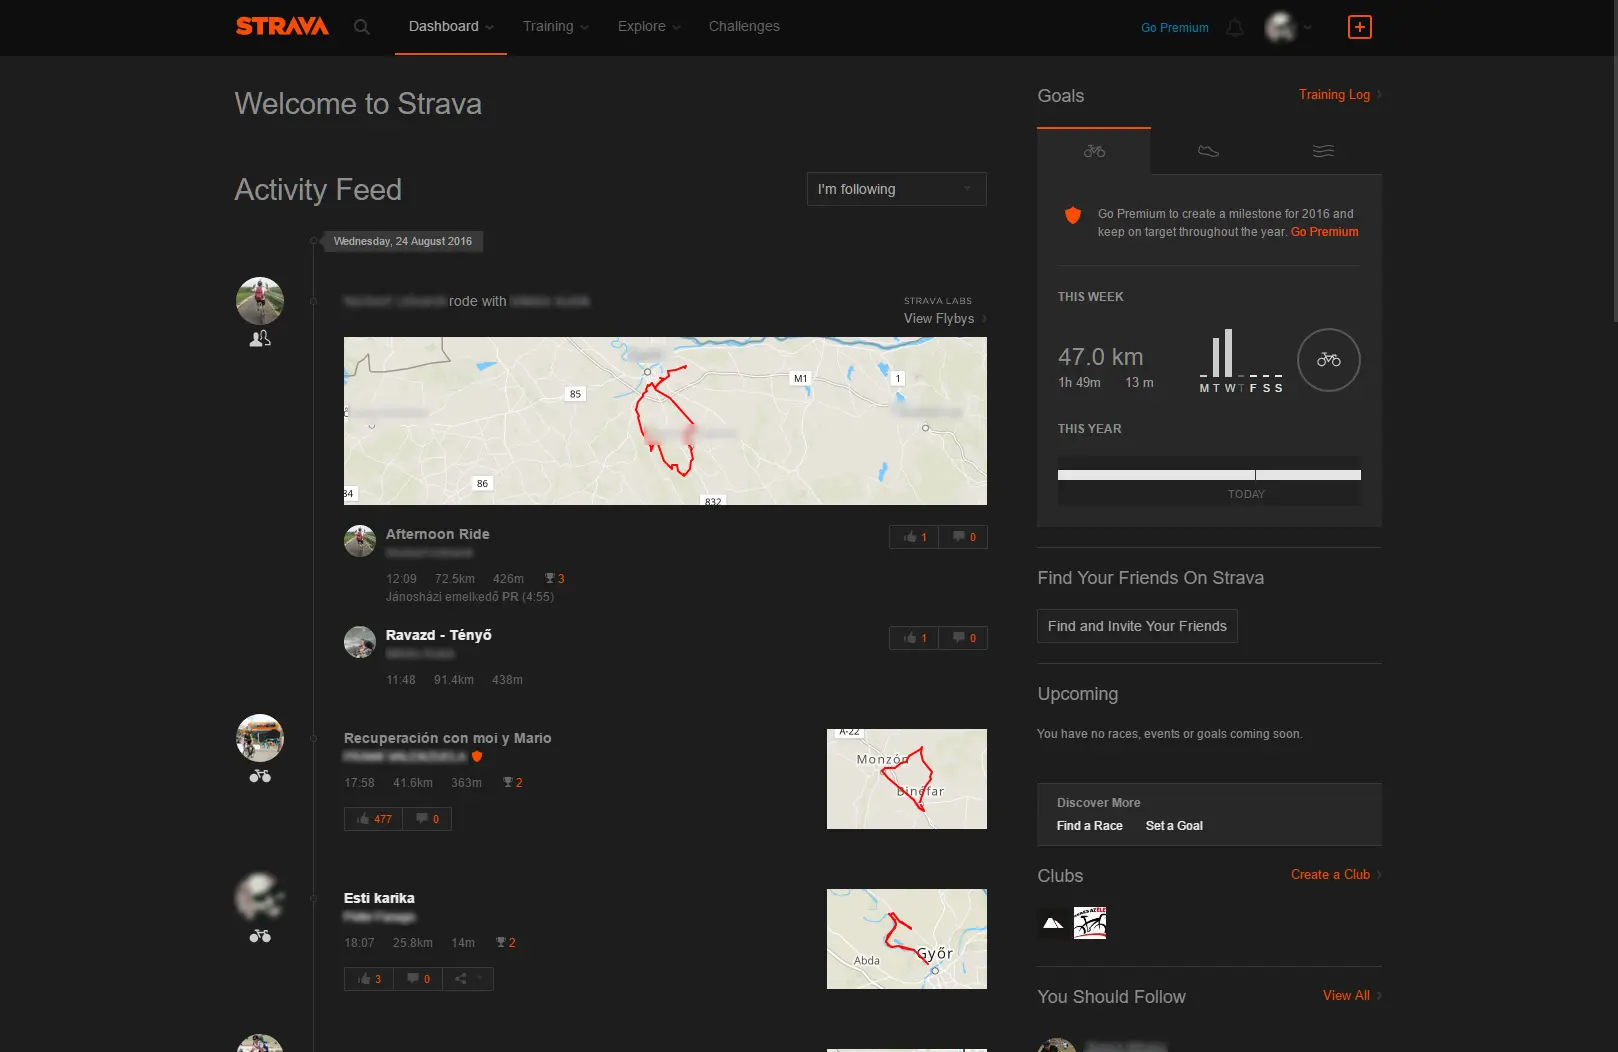 STRAVA
Dashboard
Training
Explore
Challenges
Go Premium
Welcome to Strava
Activity Feed
I'm following
Wednesday, 24 August 2016
rode with
STRAVA LABS
View Flybys
85
M1
1
86
34
832
Afternoon Ride
1 0
12:09 72.5km 426m 3
Jánosházi emelkedő PR (4:55)
Ravazd - Tényő
1 0
11:48 91.4km 438m
Recuperación con moi y Mario
17:58 41.6km 363m 2
477 0
A-22
Monzón
Binéfar
Esti karika
18:07 25.8km 14m 2
3 0
Győr
Abda
Goals
Training Log
Go Premium to create a milestone for 2016 and
keep on target throughout the year. Go Premium
THIS WEEK
47.0 km
1h 49m 13 m
M T W T F S S
THIS YEAR
TODAY
Find Your Friends On Strava
Find and Invite Your Friends
Upcoming
You have no races, events or goals coming soon.
Discover More
Find a Race Set a Goal
Clubs
Create a Club
You Should Follow
View All